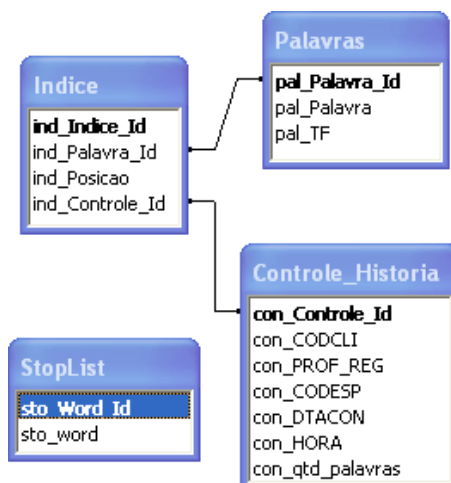 Indice
ind_Indice_Id
ind_Palavra_Id
ind_Posicao
ind_Controle_Id
Palavras
pal_Palavra_Id
pal_Palavra
pal_TF
StopList
sto_Word_Id
sto_word
Controle_Historia
con_Controle_Id
con_CODCLI
con_PROF_REG
con_CODESP
con_DTACON
con_HORA
con_qtd_palavras